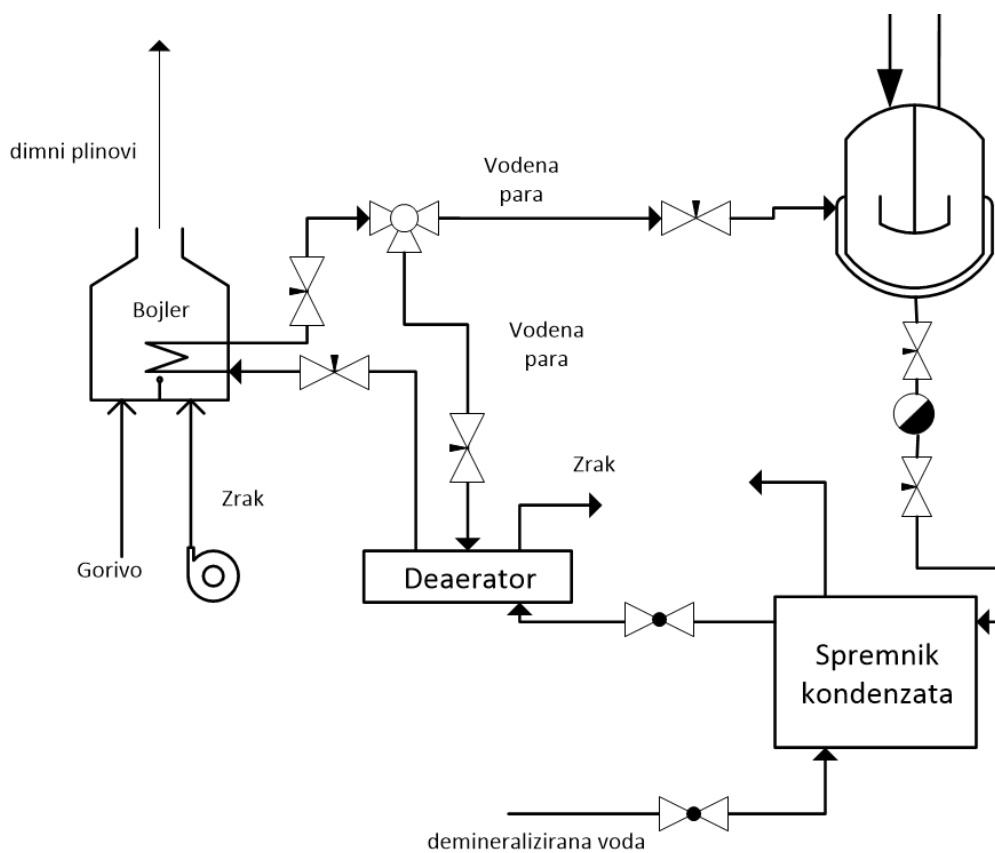 dimni plinovi
Vodena
para
Bojler
Vodena
para
Zrak
Zrak
Gorivo
Deaerator
Spremnik
kondenzata
demineralizirana voda